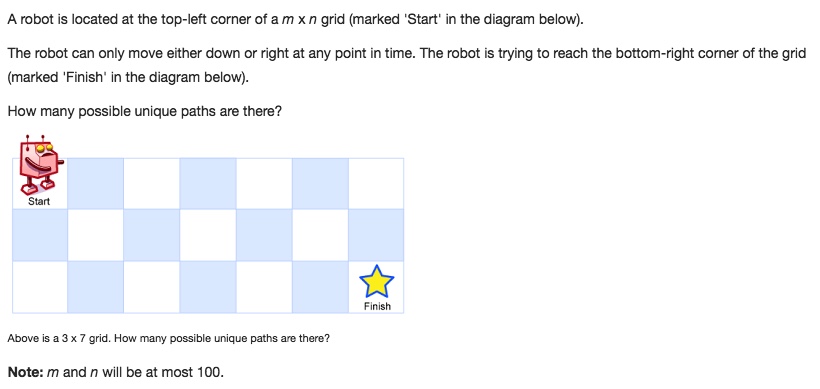 A robot is located at the top-left corner of a m x n grid (marked 'Start' in the diagram below).
The robot can only move either down or right at any point in time. The robot is trying to reach the bottom-right corner of the grid
(marked 'Finish' in the diagram below).
How many possible unique paths are there?
Start
Finish
Above is a 3 x 7 grid. How many possible unique paths are there?
Note: m and n will be at most 100.